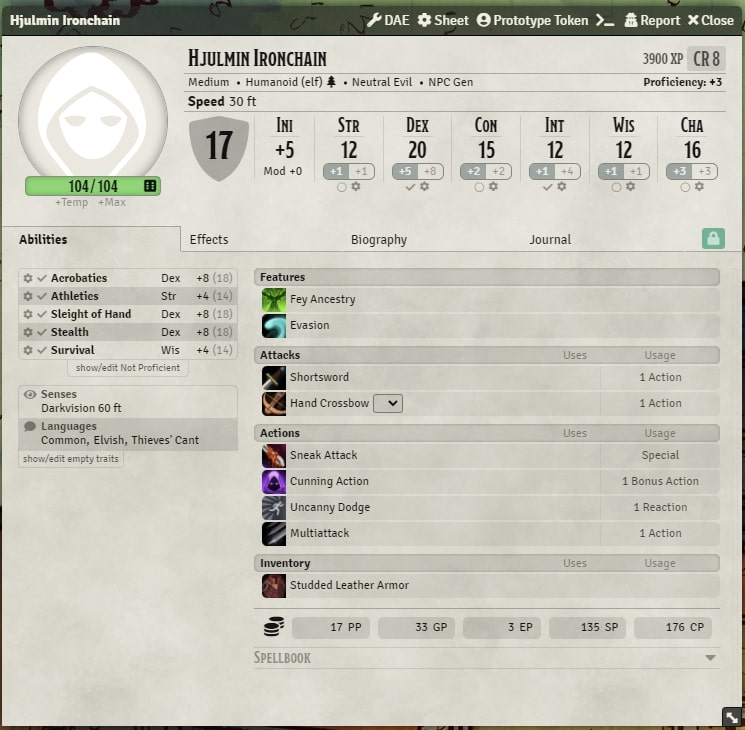 Hjulmin Ironchain DAE Sheet Prototype Token Report Close
Hjulmin Ironchain 3900 XP CR 8
Medium • Humanoid (elf) • Neutral Evil • NPC Gen Proficiency: +3
Speed 30 ft
17
Ini Str Dex Con Int Wis Cha
+5 12 20 15 12 12 16
Mod +0 +1 +1 +5 +8 +2 +2 +1 +4 +1 +1 +3 +3
104 / 104
+Temp +Max
Abilities Effects Biography Journal
Acrobatics Dex +8 (18)
Athletics Str +4 (14)
Sleight of Hand Dex +8 (18)
Stealth Dex +8 (18)
Survival Wis +4 (14)
show/edit Not Proficient
Senses
Darkvision 60 ft
Languages
Common, Elvish, Thieves' Cant
show/edit empty traits
Features
Fey Ancestry
Evasion
Attacks Uses Usage
Shortsword 1 Action
Hand Crossbow 1 Action
Actions Uses Usage
Sneak Attack Special
Cunning Action 1 Bonus Action
Uncanny Dodge 1 Reaction
Multiattack 1 Action
Inventory Uses Usage
Studded Leather Armor
17 PP 33 GP 3 EP 135 SP 176 CP
Spellbook